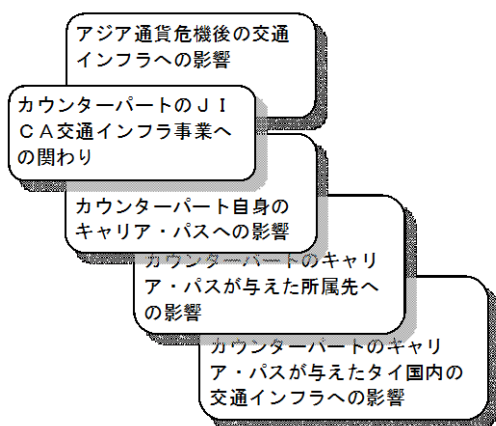 アジア通貨危機後の交通
インフラへの影響
カウンターパートのＪＩ
ＣＡ交通インフラ事業へ
の関わり
カウンターパート自身の
キャリア・パスへの影響
カウンターパートのキャリ
ア・パスが与えた所属先へ
の影響
カウンターパートのキャリ
ア・パスが与えたタイ国内の
交通インフラへの影響